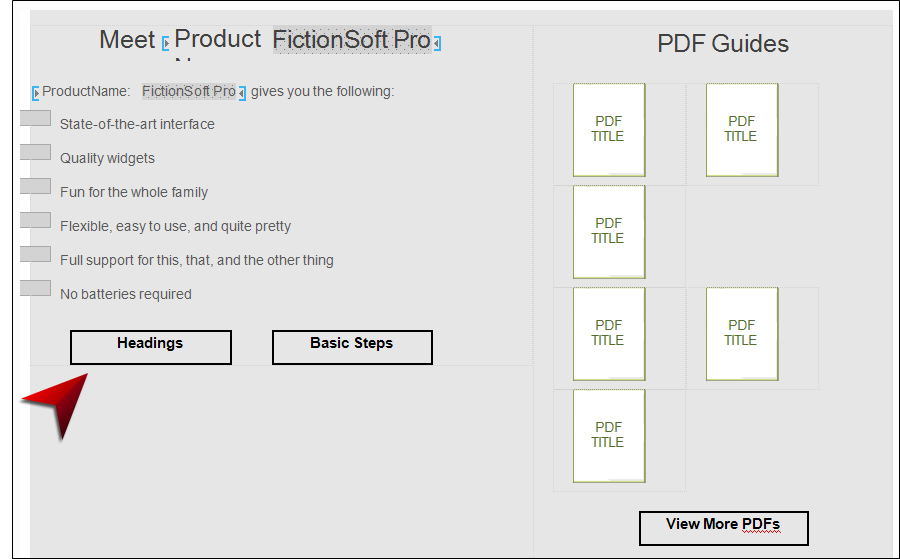 Meet Product FictionSoft Pro
ProductName: FictionSoft Pro gives you the following:
State-of-the-art interface
Quality widgets
Fun for the whole family
Flexible, easy to use, and quite pretty
Full support for this, that, and the other thing
No batteries required
Headings
Basic Steps
PDF Guides
PDF
TITLE
PDF
TITLE
PDF
TITLE
PDF
TITLE
PDF
TITLE
PDF
TITLE
View More PDFs